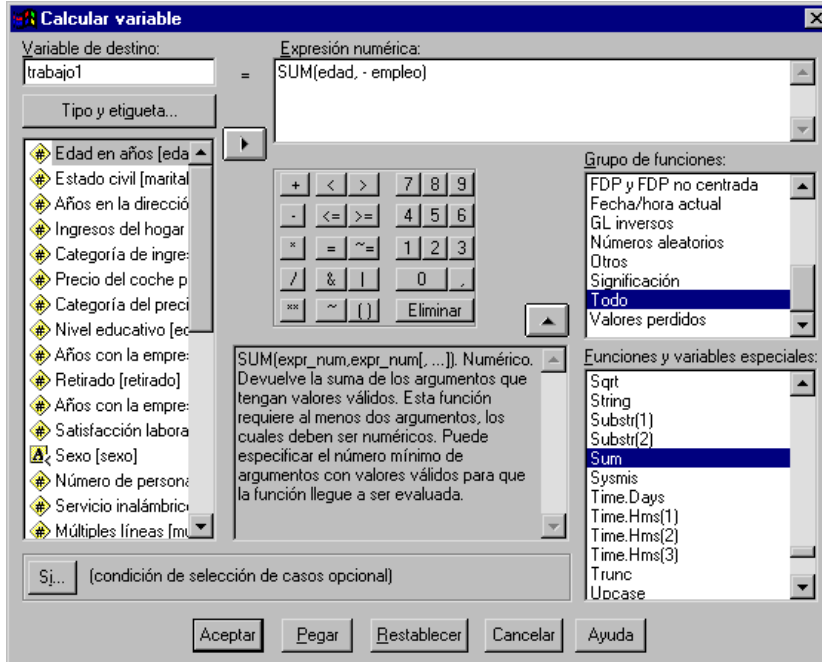 Calcular variable
Variable de destino:
trabajo1
Tipo y etiqueta...
=
Expresión numérica:
SUM(edad, - empleo)
Edad en años [eda
Estado civil [marital
Años en la direcció
Ingresos del hogar
Categoría de ingre:
Precio del coche p
Categoría del preci
Nivel educativo [ec
Años con la empre:
Retirado [retirado]
Años con la empre:
Satisfacción labora
Sexo [sexo]
Número de persona
Servicio inalámbrico
Múltiples líneas [mu
+ < > 7 8 9
- <= >= 4 5 6
* = ~= 1 2 3
/ & | 0 ,
** ~ () Eliminar
Grupo de funciones:
FDP y FDP no centrada
Fecha/hora actual
GL inversos
Números aleatorios
Otros
Significación
Todo
Valores perdidos
SUM(expr_num,expr_num[, ...]). Numérico.
Devuelve la suma de los argumentos que
tengan valores válidos. Esta función
requiere al menos dos argumentos, los
cuales deben ser numéricos. Puede
especificar el número mínimo de
argumentos con valores válidos para que
la función llegue a ser evaluada.
Funciones y variables especiales:
Sqrt
String
Substr(1)
Substr(2)
Sum
Sysmis
Time.Days
Time.Hms(1)
Time.Hms(2)
Time.Hms(3)
Trunc
Upcase
Si...
(condición de selección de casos opcional)
Aceptar
Pegar
Restablecer
Cancelar
Ayuda